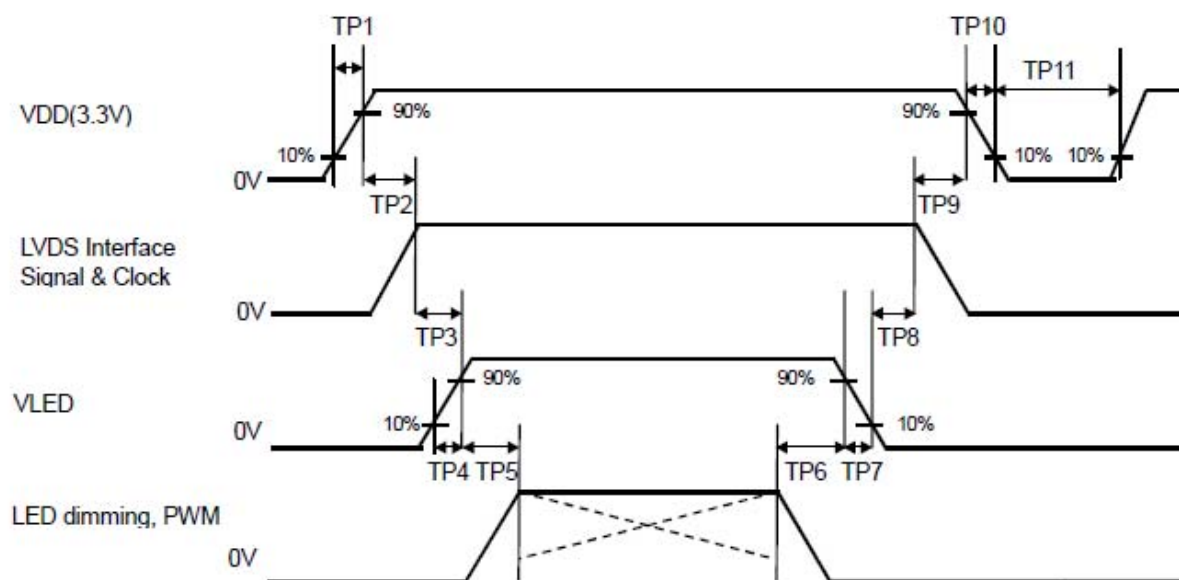 TP1
TP10
TP11
VDD(3.3V)
90%
90%
10%
10%
10%
0V
TP2
TP9
LVDS Interface
Signal & Clock
0V
TP3
TP8
VLED
90%
90%
10%
10%
0V
TP4
TP5
TP6
TP7
LED dimming, PWM
0V